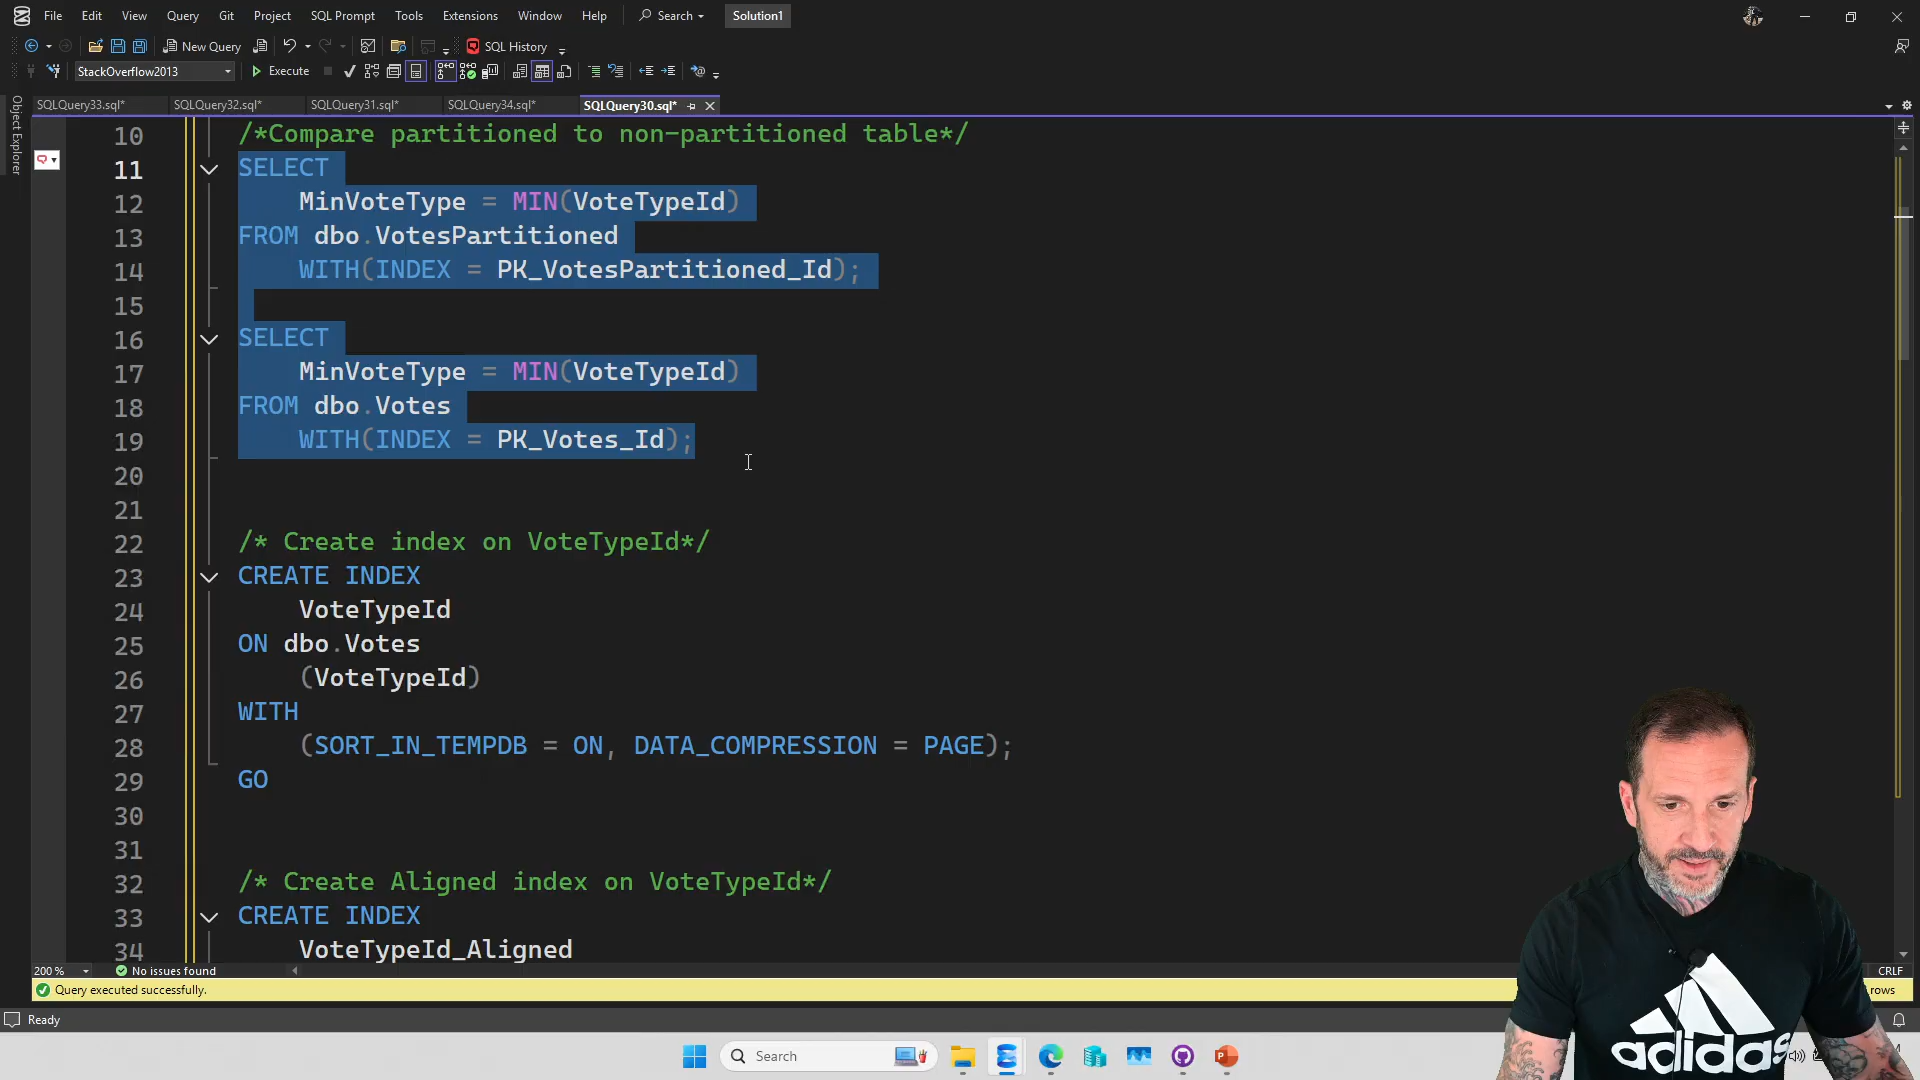 File Edit View Query Git Project SQL Prompt Tools Extensions Window Help Search Solution1
New Query SQL History
StackOverflow2013 Execute
SQLQuery33.sql* SQLQuery32.sql* SQLQuery31.sql* SQLQuery34.sql* SQLQuery30.sql*
Object Explorer
10 /*Compare partitioned to non-partitioned table*/
11 SELECT
12 MinVoteType = MIN(VoteTypeId)
13 FROM dbo.VotesPartitioned
14 WITH(INDEX = PK_VotesPartitioned_Id);
15
16 SELECT
17 MinVoteType = MIN(VoteTypeId)
18 FROM dbo.Votes
19 WITH(INDEX = PK_Votes_Id);
20
21
22 /* Create index on VoteTypeId*/
23 CREATE INDEX
24 VoteTypeId
25 ON dbo.Votes
26 (VoteTypeId)
27 WITH
28 (SORT_IN_TEMPDB = ON, DATA_COMPRESSION = PAGE);
29 GO
30
31
32 /* Create Aligned index on VoteTypeId*/
33 CREATE INDEX
34 VoteTypeId_Aligned
200 % No issues found CRLF
Query executed successfully. rows
Ready
Search
adidas